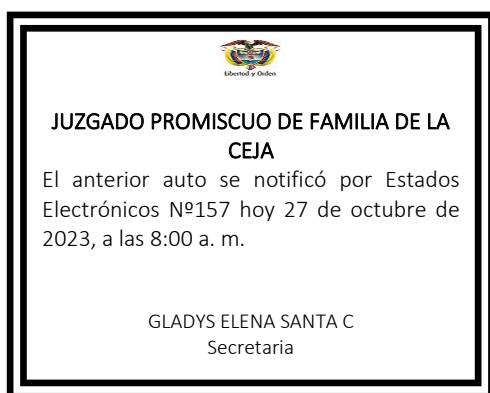 Libertad y Orden
JUZGADO PROMISCUO DE FAMILIA DE LA
CEJA
El anterior auto se notificó por Estados
Electrónicos Nº157 hoy 27 de octubre de
2023, a las 8:00 a. m.
GLADYS ELENA SANTA C
Secretaria